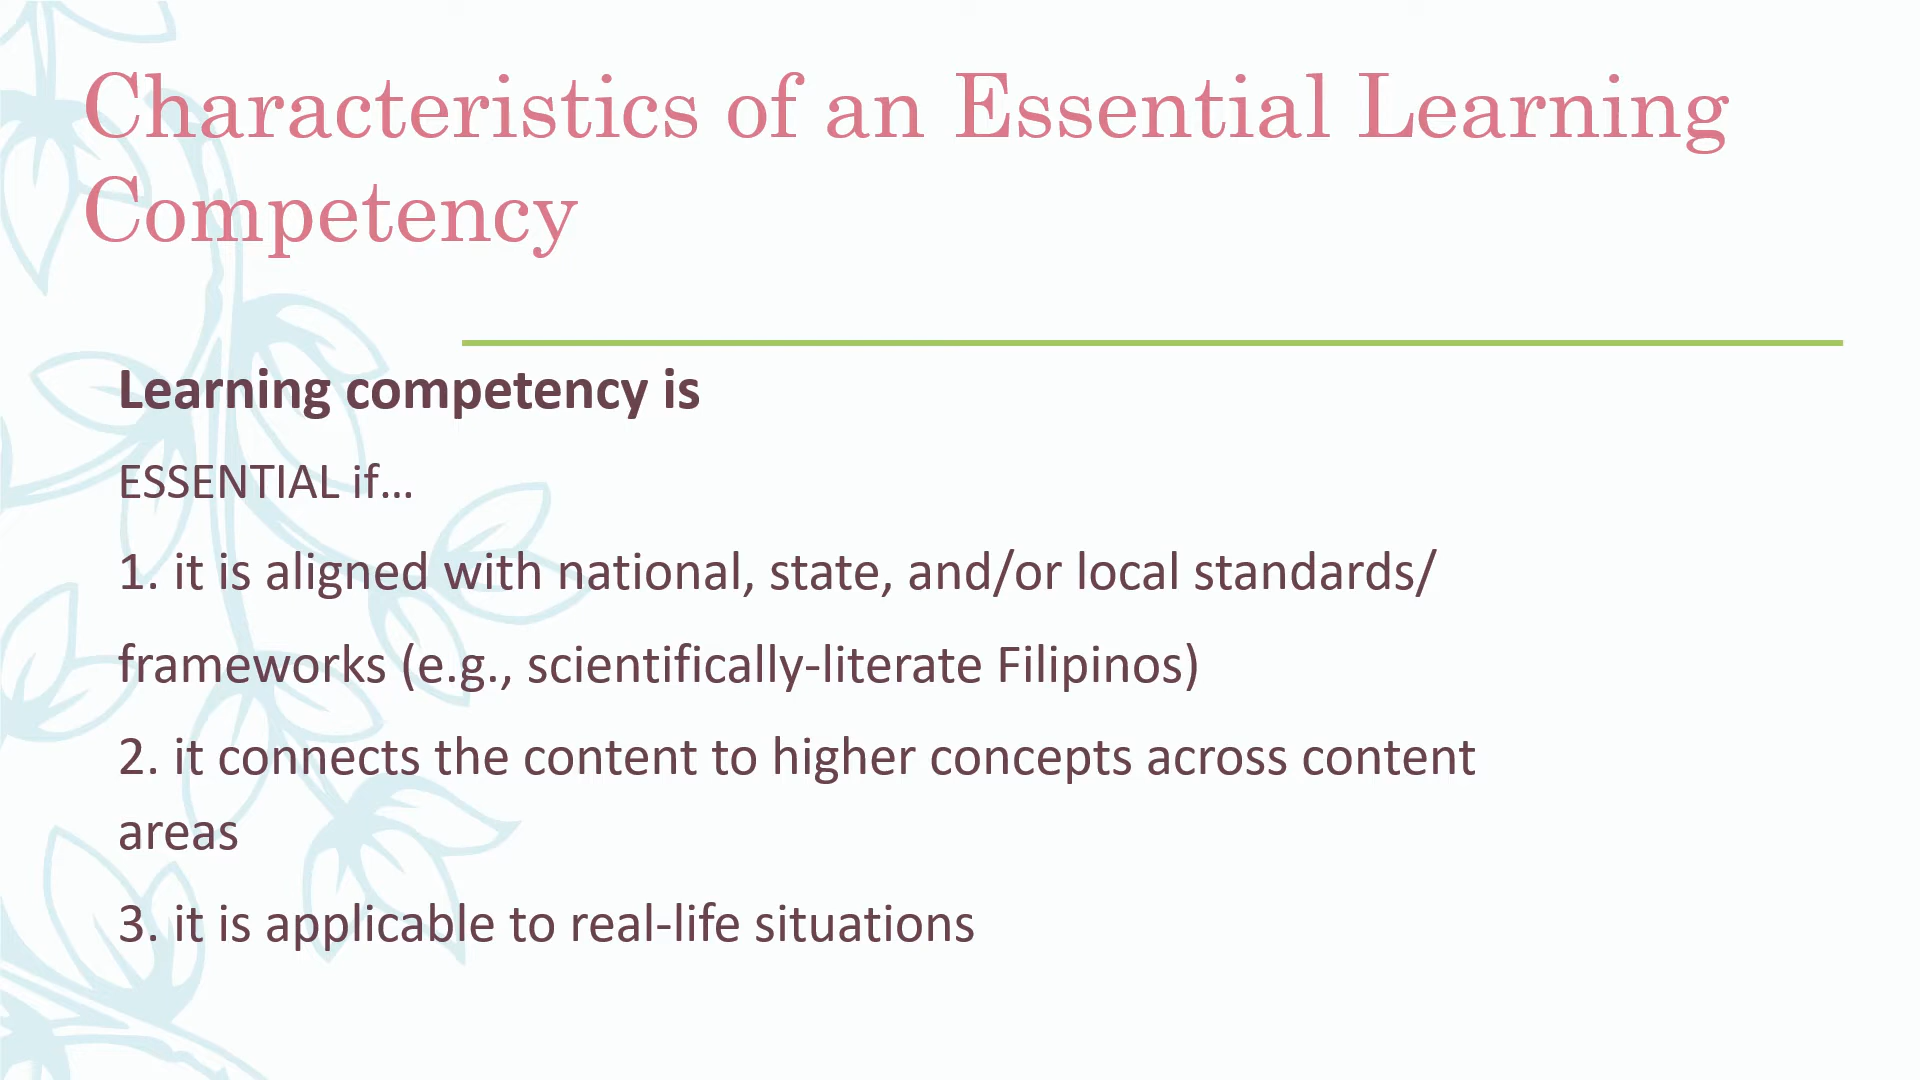 Characteristics of an Essential Learning
Competency
Learning competency is
ESSENTIAL if…
1. it is aligned with national, state, and/or local standards/
frameworks (e.g., scientifically-literate Filipinos)
2. it connects the content to higher concepts across content
areas
3. it is applicable to real-life situations